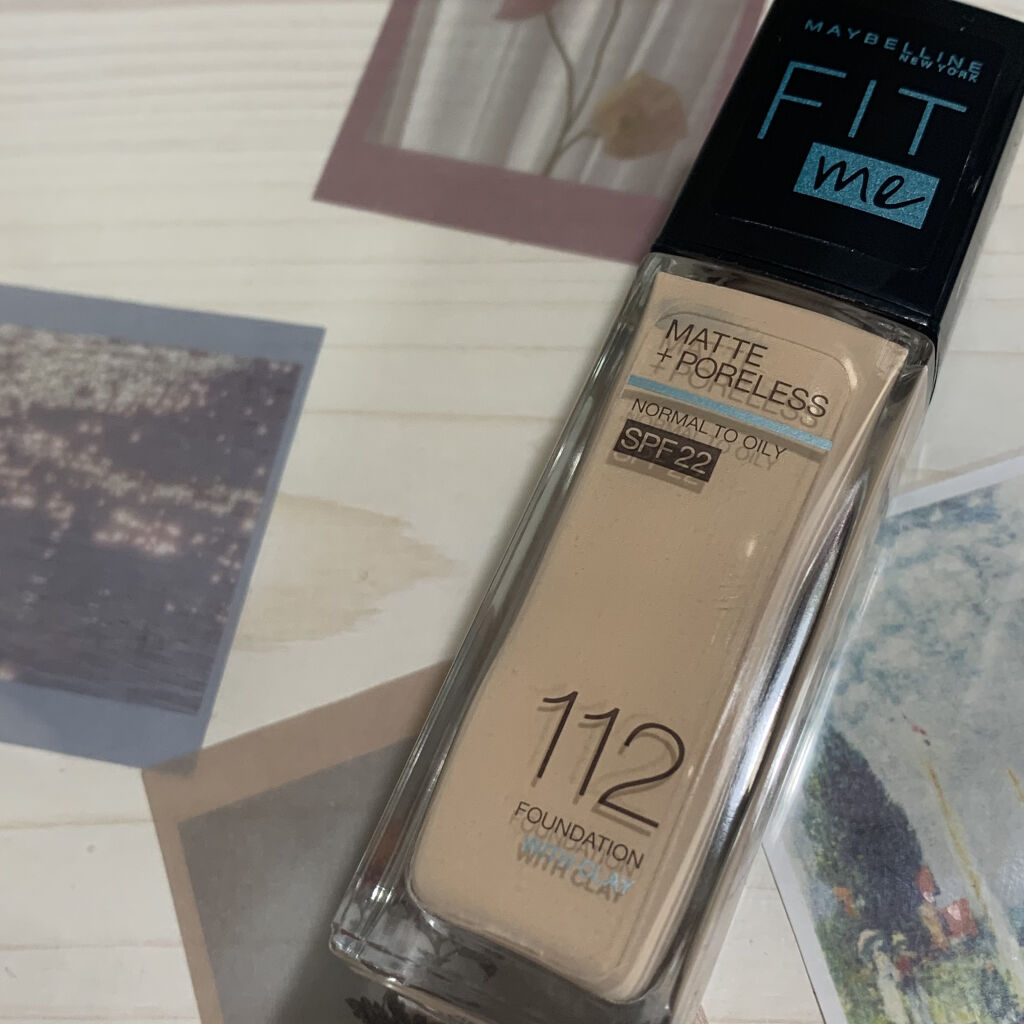 MAYBELLINE
NEW YORK
FIT
me
MATTE
+ PORELESS
NORMAL TO OILY
SPF 22
112
FOUNDATION
WITH CLAY